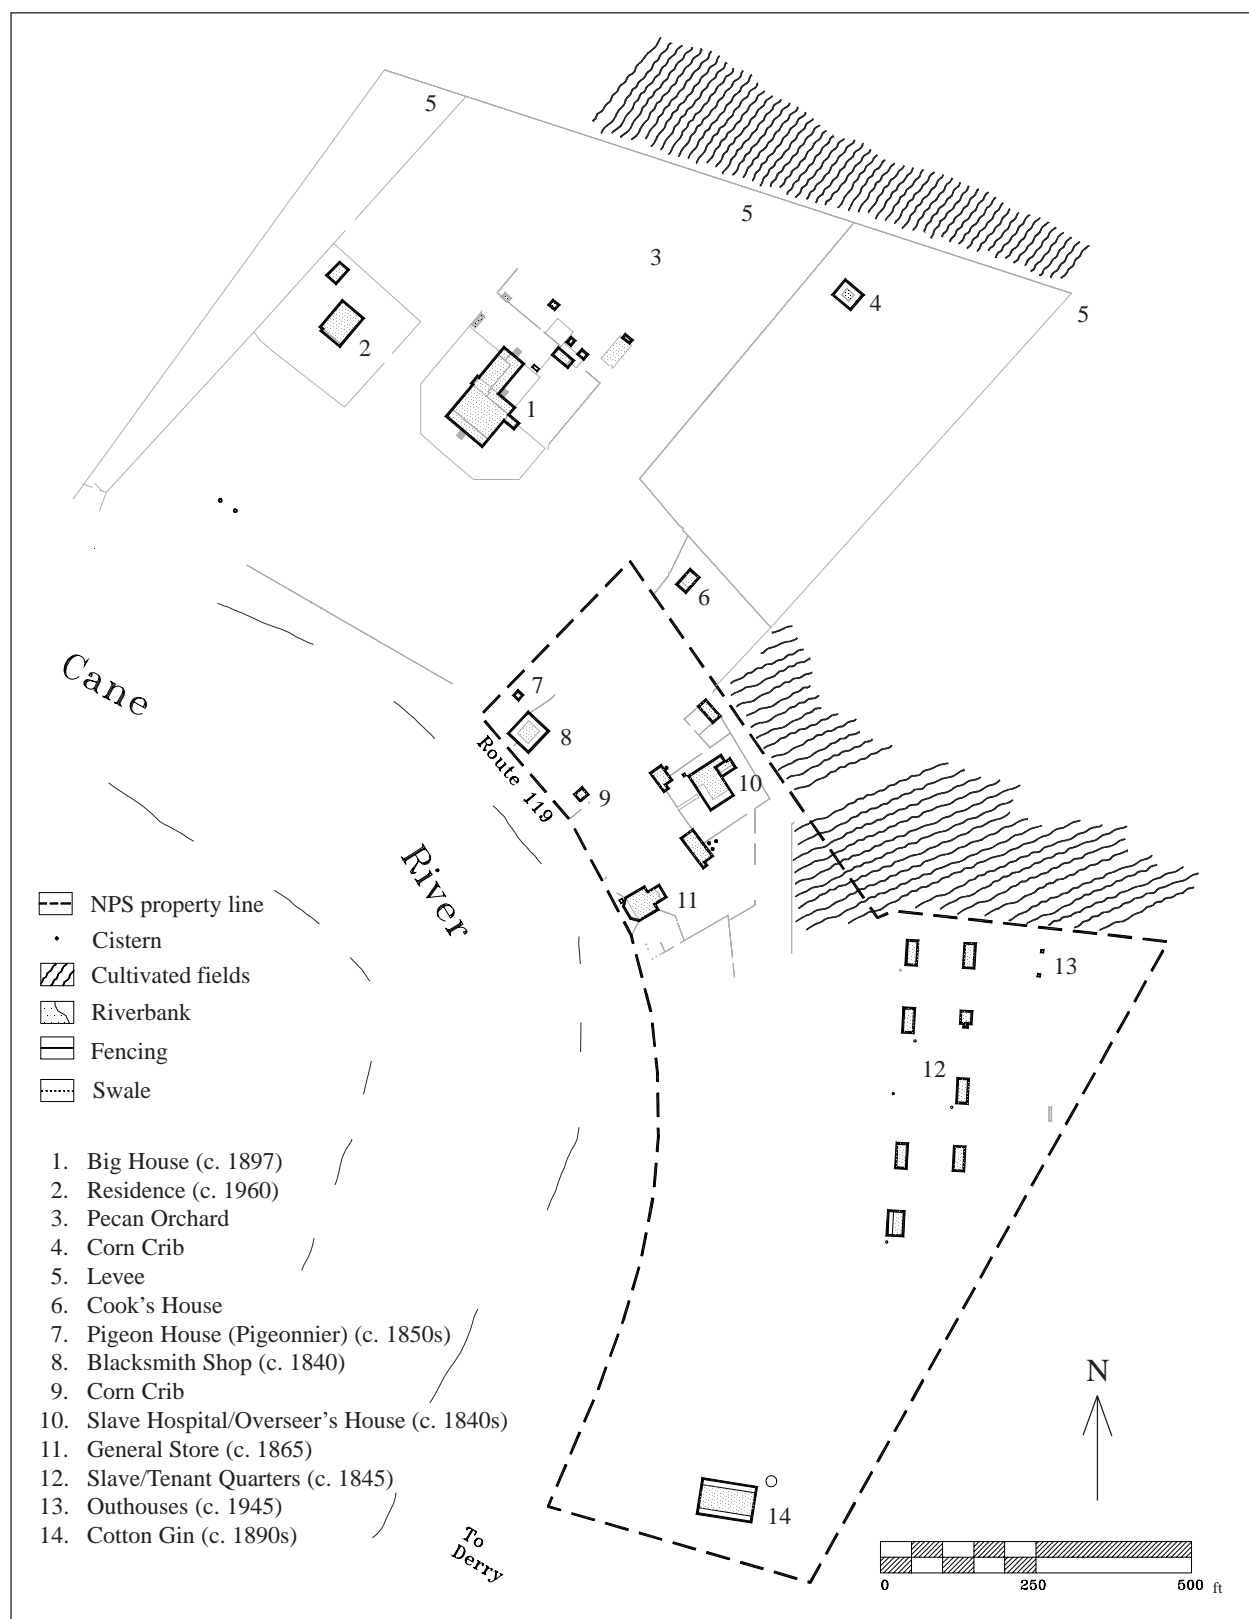 5
5
3
4
5
2
1
6
7
8
Cane
Route 119
9
10
River
11
NPS property line
Cistern
Cultivated fields
Riverbank
Fencing
Swale
13
12
1. Big House (c. 1897)
2. Residence (c. 1960)
3. Pecan Orchard
4. Corn Crib
5. Levee
6. Cook's House
7. Pigeon House (Pigeonnier) (c. 1850s)
8. Blacksmith Shop (c. 1840)
9. Corn Crib
10. Slave Hospital/Overseer's House (c. 1840s)
11. General Store (c. 1865)
12. Slave/Tenant Quarters (c. 1845)
13. Outhouses (c. 1945)
14. Cotton Gin (c. 1890s)
N
14
To
Derry
0 250 500 ft